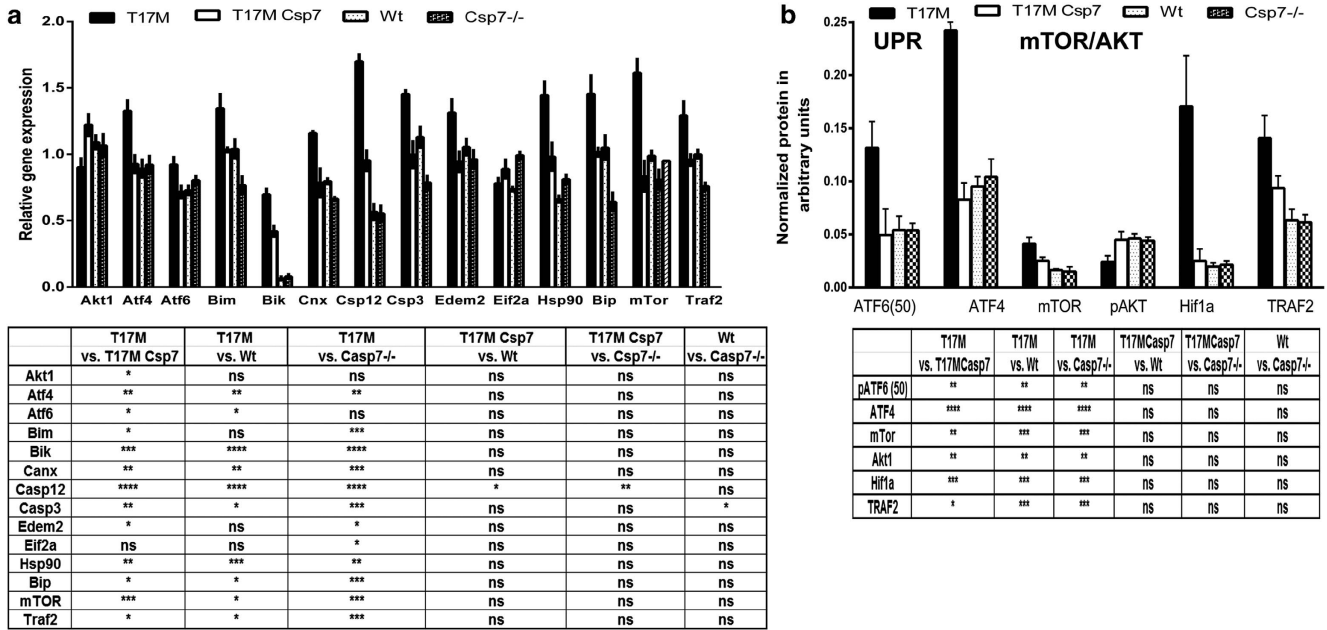 a
T17M T17M Csp7 Wt Csp7-/-
Relative gene expression
2.0
1.5
1.0
0.5
0.0
Akt1 Atf4 Atf6 Bim Bik Cnx Csp12 Csp3 Edem2 Eif2a Hsp90 Bip mTor Traf2
T17M T17M T17M T17M Csp7 T17M Csp7 Wt
vs. T17M Csp7 vs. Wt vs. Casp7-/- vs. Wt vs. Csp7-/- vs. Casp7-/-
Akt1 * ns ns ns ns ns
Atf4 ** ** ** ns ns ns
Atf6 * * ns ns ns ns
Bim * ns *** ns ns ns
Bik *** **** **** ns ns ns
Canx ** ** *** ns ns ns
Casp12 **** **** **** * ** ns
Casp3 ** * *** ns ns *
Edem2 * ns * ns ns ns
Eif2a ns ns * ns ns ns
Hsp90 ** *** ** ns ns ns
Bip * * *** ns ns ns
mTOR *** * *** ns ns ns
Traf2 * * *** ns ns ns
b
T17M T17M Csp7 Wt Csp7-/-
UPR mTOR/AKT
Normalized protein in
arbitrary units
0.25
0.20
0.15
0.10
0.05
0.00
ATF6(50) ATF4 mTOR pAKT Hif1a TRAF2
T17M T17M T17M T17MCasp7 T17MCasp7 Wt
vs. T17MCasp7 vs. Wt vs. Casp7-/- vs. Wt vs. Casp7-/- vs. Casp7-/-
pATF6 (50) ** ** ** ns ns ns
ATF4 **** **** **** ns ns ns
mTor ** *** *** ns ns ns
Akt1 ** ** ** ns ns ns
Hif1a *** *** *** ns ns ns
TRAF2 * *** *** ns ns ns